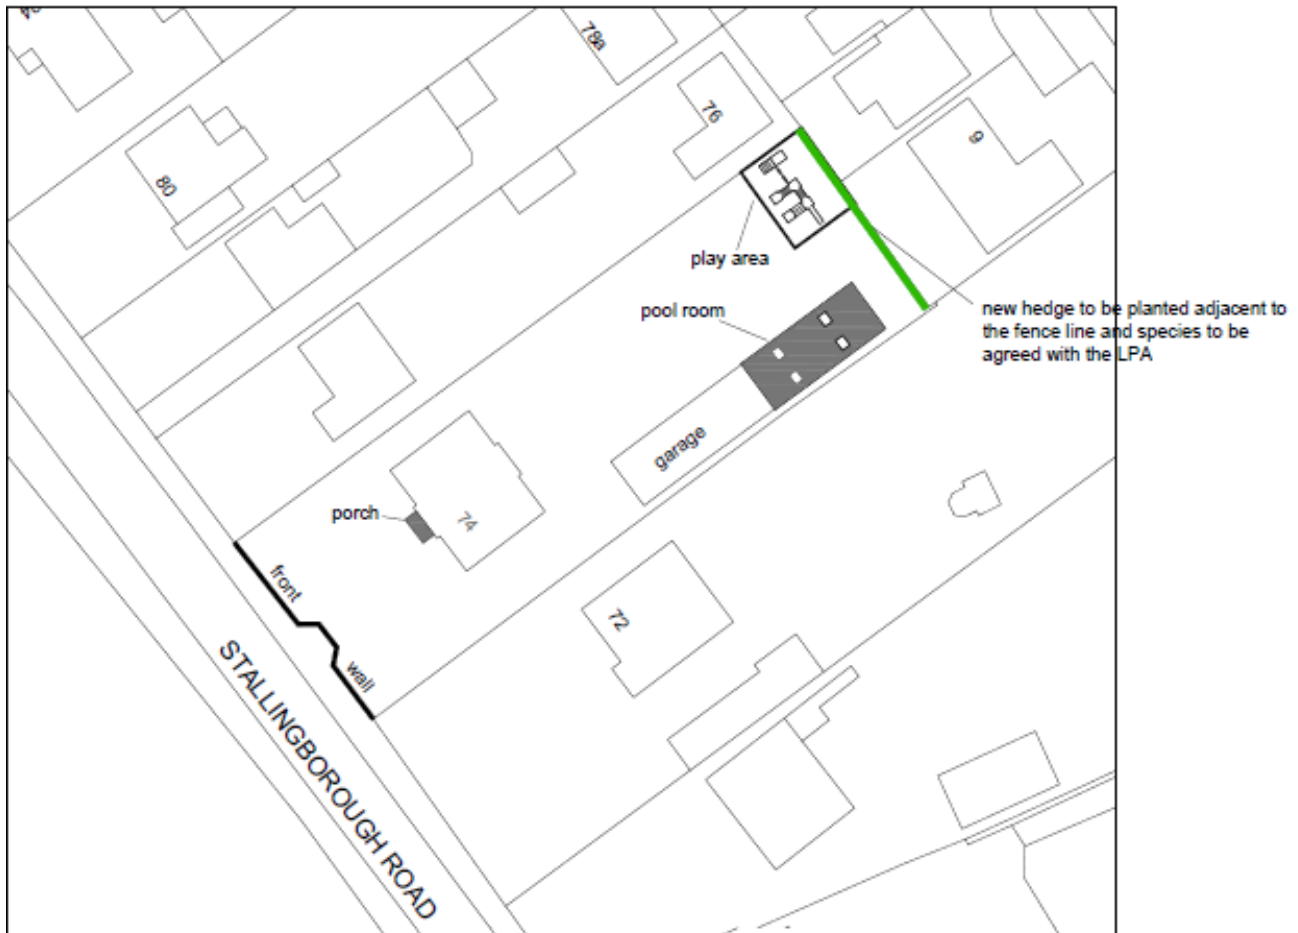 78a
76
9
80
play area
pool room
new hedge to be planted adjacent to
the fence line and species to be
agreed with the LPA
garage
porch
74
front
wall
72
STALLINGBOROUGH ROAD